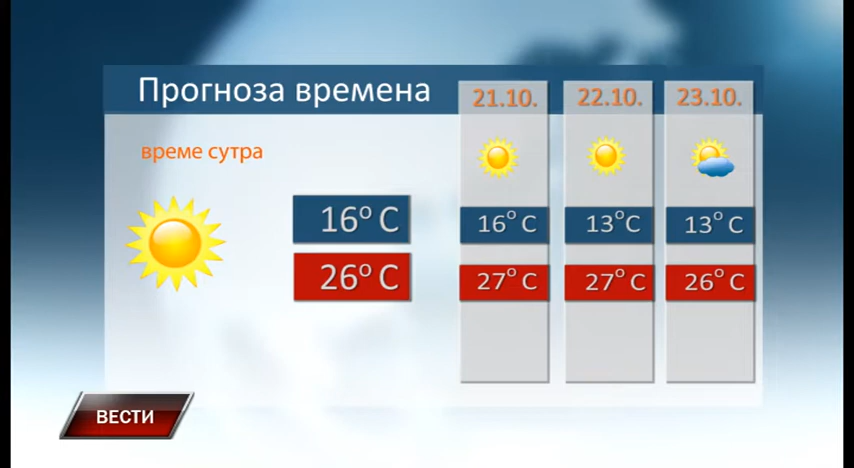 Прогноза времена
време сутра
16° C
26° C
21.10.
22.10.
23.10.
16° C
13°C
13° C
27° C
27° C
26° C
ВЕСТИ